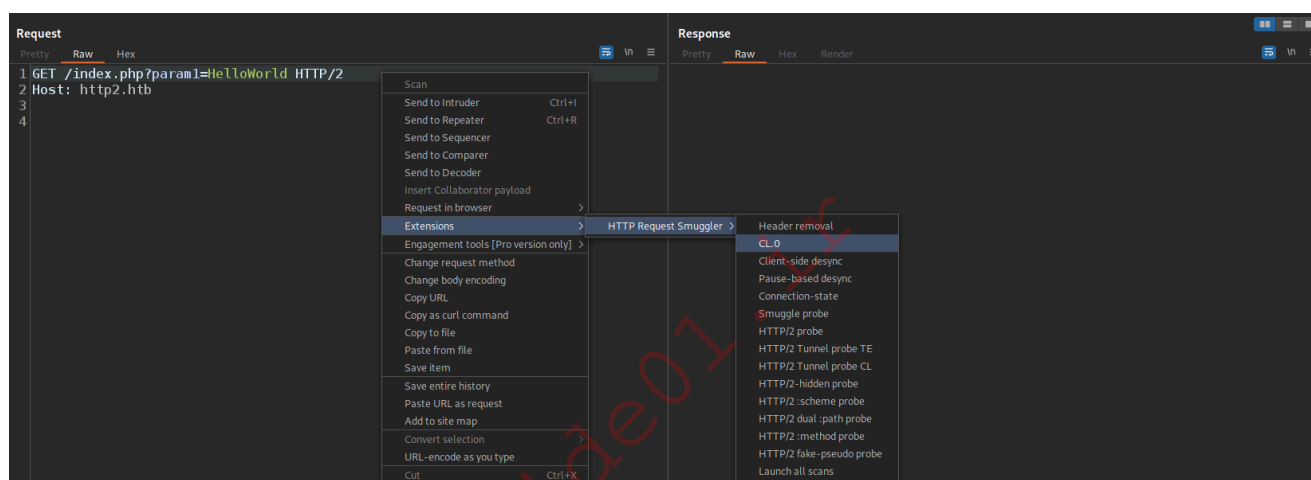 Request
Pretty Raw Hex
\n
1 GET /index.php?param1=HelloWorld HTTP/2
2 Host: http2.htb
3
4
Response
Pretty Raw Hex Render
\n
Scan
Send to Intruder Ctrl+I
Send to Repeater Ctrl+R
Send to Sequencer
Send to Comparer
Send to Decoder
Insert Collaborator payload
Request in browser >
Extensions >
Engagement tools [Pro version only] >
Change request method
Change body encoding
Copy URL
Copy as curl command
Copy to file
Paste from file
Save item
Save entire history
Paste URL as request
Add to site map
Convert selection >
URL-encode as you type
Cut Ctrl+X
HTTP Request Smuggler >
Header removal
CL.0
Client-side desync
Pause-based desync
Connection-state
Smuggle probe
HTTP/2 probe
HTTP/2 Tunnel probe TE
HTTP/2 Tunnel probe CL
HTTP/2-hidden probe
HTTP/2 :scheme probe
HTTP/2 dual :path probe
HTTP/2 :method probe
HTTP/2 fake-pseudo probe
Launch all scans